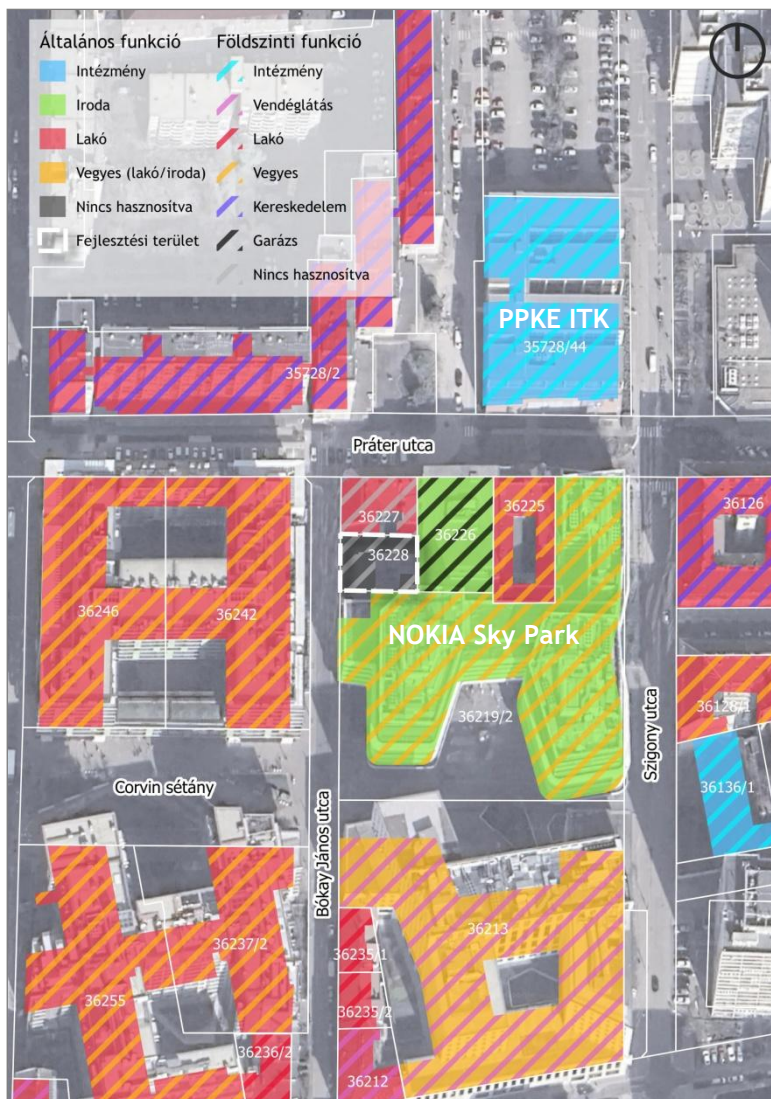 Általános funkció
Intézmény
Iroda
Lakó
Vegyes (lakó/iroda)
Nincs hasznosítva
Fejlesztési terület
Földszinti funkció
Intézmény
Vendéglátás
Lakó
Vegyes
Kereskedelem
Garázs
Nincs hasznosítva
PPKE ITK
35728/44
35728/2
Práter utca
36227
36228
36226
36225
36126
36246
36242
NOKIA Sky Park
36219/2
36128/1
36136/1
Szigony utca
Corvin sétány
Bókay János utca
36213
36237/2
36235/1
36255
36235/2
36236/2
36212